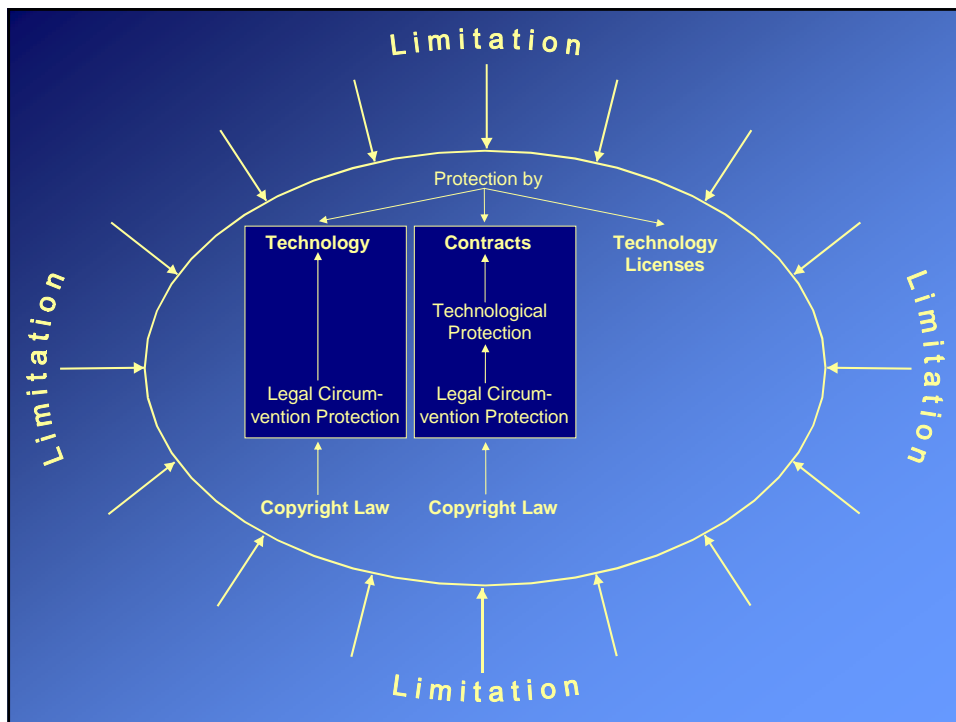 Limitation
Protection by
Technology
Contracts
Technology
Licenses
Technological
Protection
Legal Circum-
vention Protection
Legal Circum-
vention Protection
Copyright Law
Copyright Law
Limitation
Limitation
Limitation